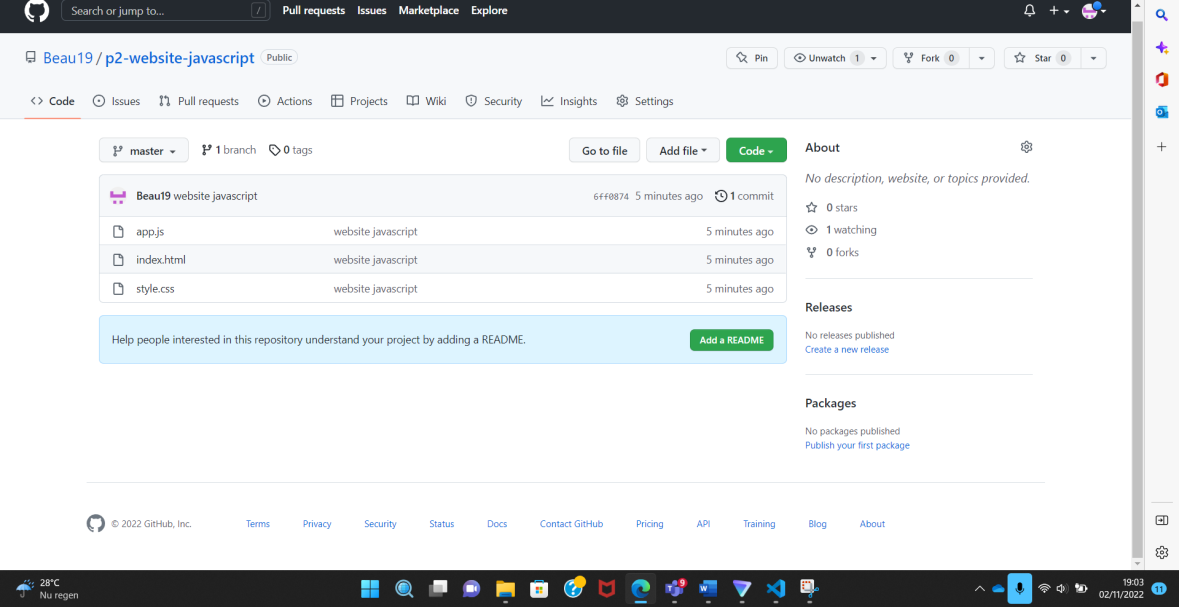 Search or jump to... /
Pull requests Issues Marketplace Explore
Beau19 / p2-website-javascript Public
Pin
Unwatch 1
Fork 0
Star 0
Code Issues Pull requests Actions Projects Wiki Security Insights Settings
master 1 branch 0 tags
Go to file Add file Code
Beau19 website javascript 6ff0874 5 minutes ago 1 commit
app.js website javascript 5 minutes ago
index.html website javascript 5 minutes ago
style.css website javascript 5 minutes ago
Help people interested in this repository understand your project by adding a README. Add a README
About
No description, website, or topics provided.
0 stars
1 watching
0 forks
Releases
No releases published
Create a new release
Packages
No packages published
Publish your first package
© 2022 GitHub, Inc. Terms Privacy Security Status Docs Contact GitHub Pricing API Training Blog About
28°C
Nu regen
9
19:03
02/11/2022
11